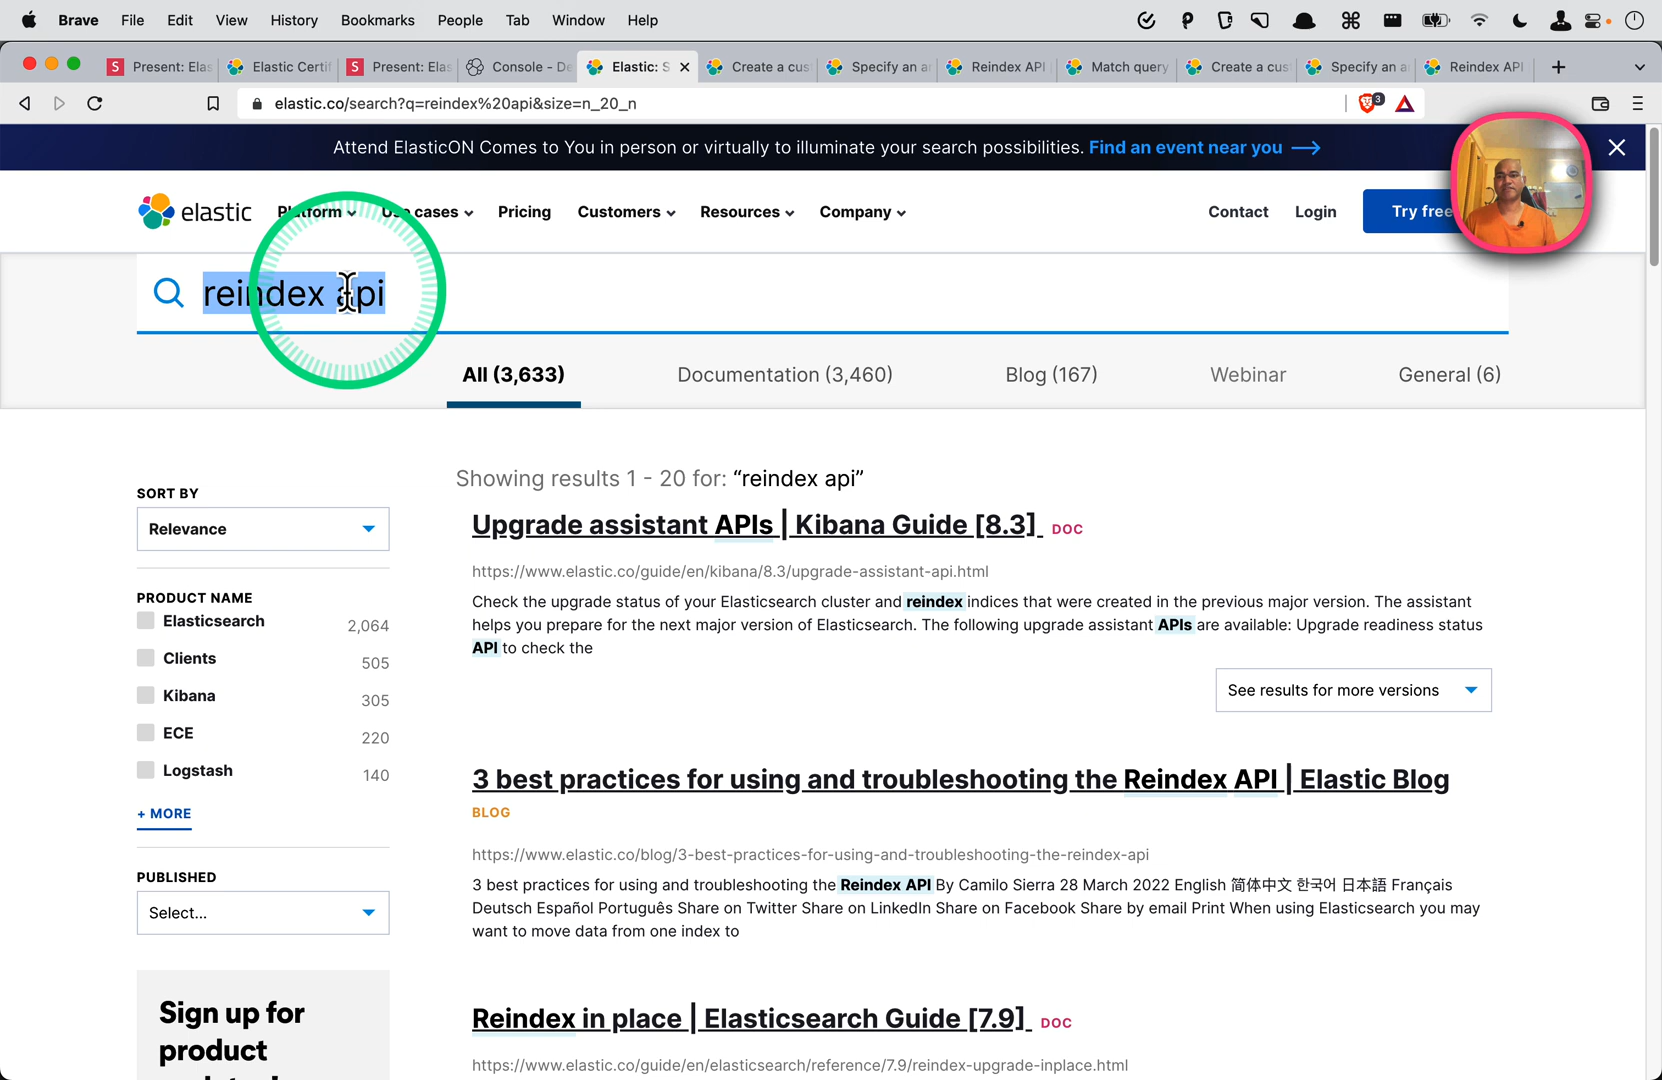 Brave File Edit View History Bookmarks People Tab Window Help
S Present: Elas Elastic Certif S Present: Elas Console - De Elastic: S Create a cus Specify an a Reindex API Match query Create a cus Specify an a Reindex API
elastic.co/search?q=reindex%20api&size=n_20_n 3
Attend ElasticON Comes to You in person or virtually to illuminate your search possibilities. Find an event near you
elastic Platform Use cases Pricing Customers Resources Company Contact Login Try free
reindex api
All (3,633) Documentation (3,460) Blog (167) Webinar General (6)
Showing results 1 - 20 for: “reindex api”
SORT BY
Relevance
PRODUCT NAME
Elasticsearch 2,064
Clients 505
Kibana 305
ECE 220
Logstash 140
+ MORE
PUBLISHED
Select...
Sign up for
product
Upgrade assistant APIs | Kibana Guide [8.3] DOC
https://www.elastic.co/guide/en/kibana/8.3/upgrade-assistant-api.html
Check the upgrade status of your Elasticsearch cluster and reindex indices that were created in the previous major version. The assistant
helps you prepare for the next major version of Elasticsearch. The following upgrade assistant APIs are available: Upgrade readiness status
API to check the
See results for more versions
3 best practices for using and troubleshooting the Reindex API | Elastic Blog
BLOG
https://www.elastic.co/blog/3-best-practices-for-using-and-troubleshooting-the-reindex-api
3 best practices for using and troubleshooting the Reindex API By Camilo Sierra 28 March 2022 English 简体中文 한국어 日本語 Français
Deutsch Español Português Share on Twitter Share on LinkedIn Share on Facebook Share by email Print When using Elasticsearch you may
want to move data from one index to
Reindex in place | Elasticsearch Guide [7.9] DOC
https://www.elastic.co/guide/en/elasticsearch/reference/7.9/reindex-upgrade-inplace.html